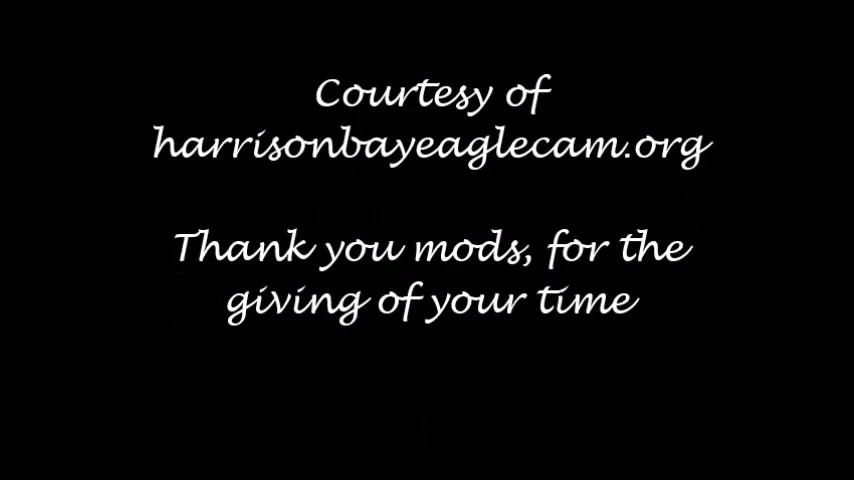 Courtesy of
harrisonbayeaglecam.org
Thank you mods, for the
giving of your time